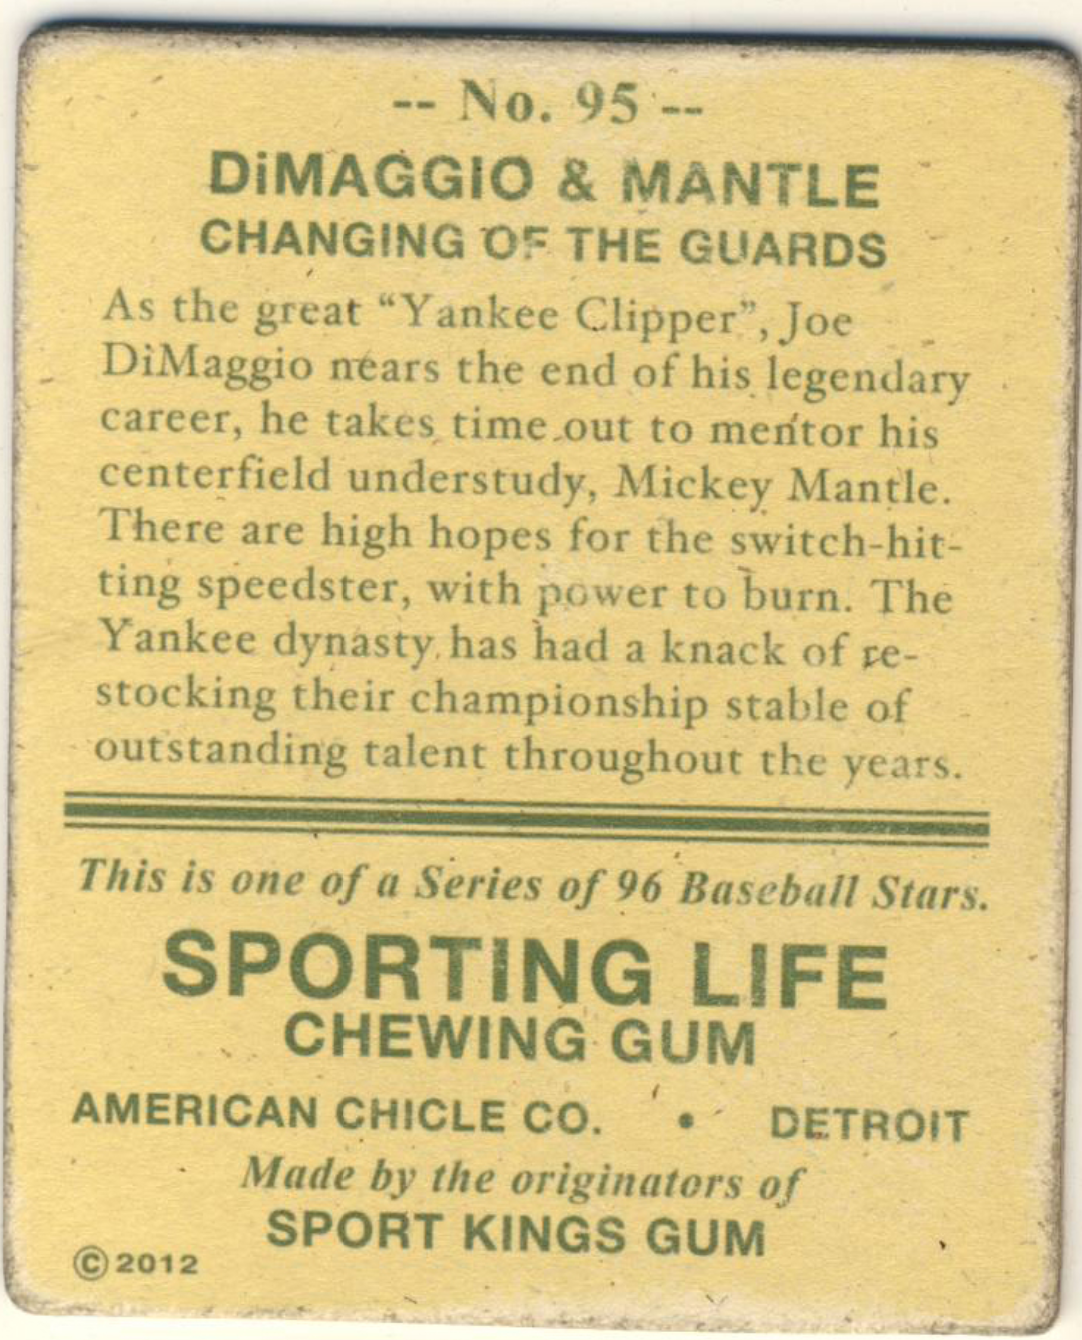 -- No. 95 --
DiMAGGIO & MANTLE
CHANGING OF THE GUARDS
As the great “Yankee Clipper”, Joe
DiMaggio nears the end of his legendary
career, he takes time out to mentor his
centerfield understudy, Mickey Mantle.
There are high hopes for the switch-hit-
ting speedster, with power to burn. The
Yankee dynasty has had a knack of re-
stocking their championship stable of
outstanding talent throughout the years.
This is one of a Series of 96 Baseball Stars.
SPORTING LIFE
CHEWING GUM
AMERICAN CHICLE CO. • DETROIT
Made by the originators of
SPORT KINGS GUM
© 2012